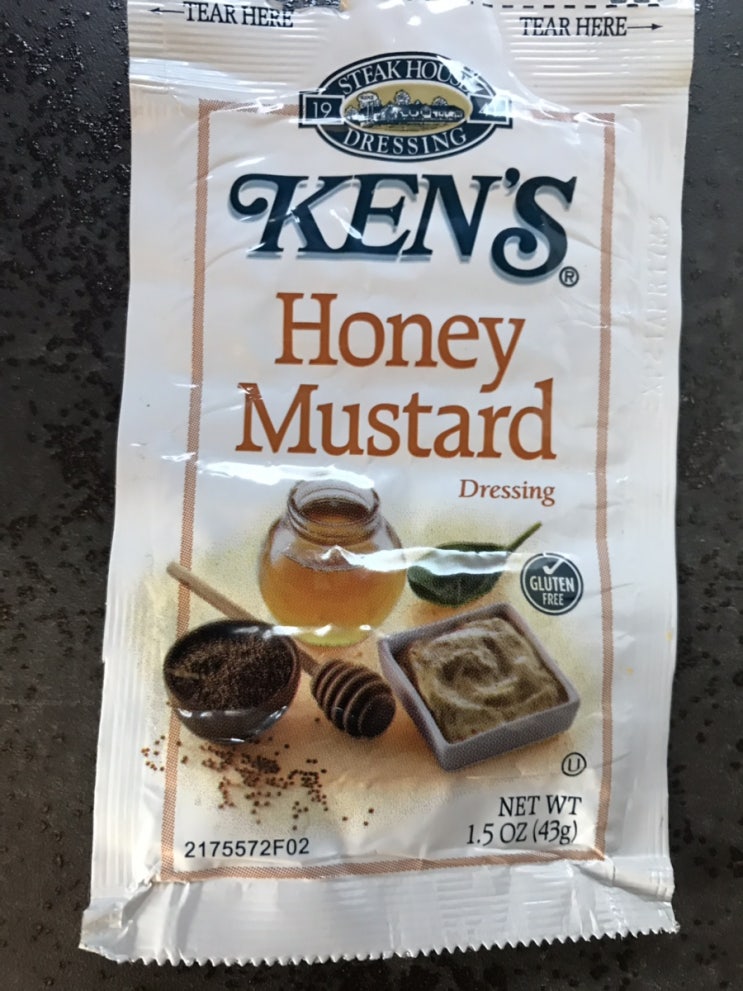 ←TEAR HERE
TEAR HERE→
STEAK HOUSE
19
DRESSING
KEN'S
®
Honey
Mustard
Dressing
GLUTEN
FREE
U
NET WT
1.5 OZ (43g)
2175572F02